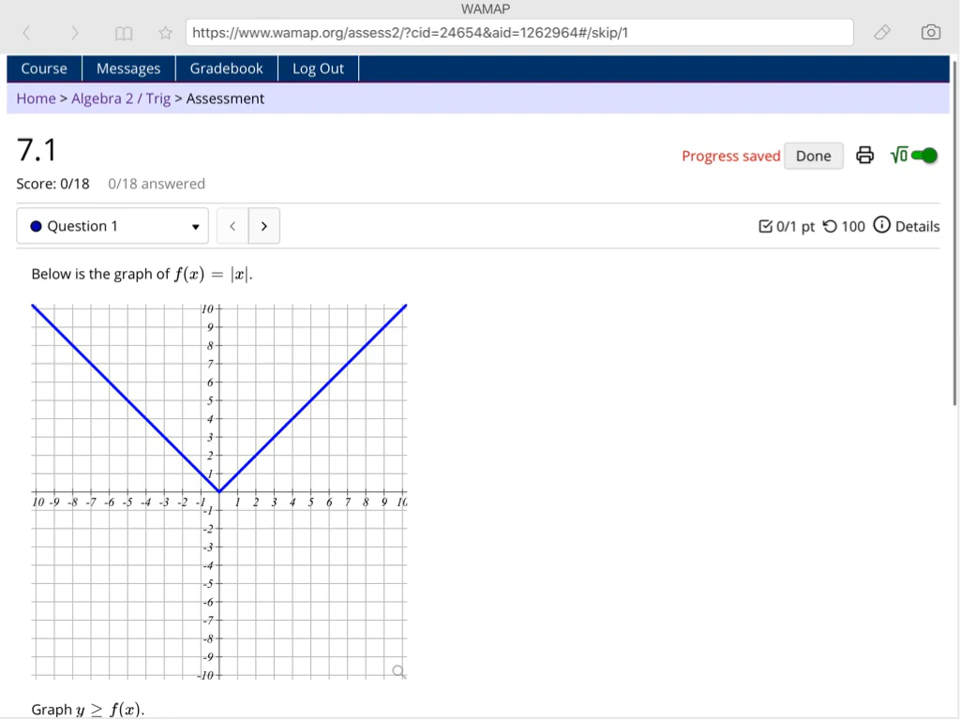 WAMAP
https://www.wamap.org/assess2/?cid=24654&aid=1262964#/skip/1
Course Messages Gradebook Log Out
Home > Algebra 2 / Trig > Assessment
7.1
Progress saved Done √0
Score: 0/18 0/18 answered
Question 1 < > 0/1 pt 100 Details
Below is the graph of f(x) = |x|.
10
9
8
7
6
5
4
3
2
1
10 -9 -8 -7 -6 -5 -4 -3 -2 -1 1 2 3 4 5 6 7 8 9 10
-1
-2
-3
-4
-5
-6
-7
-8
-9
-10
Graph y ≥ f(x).